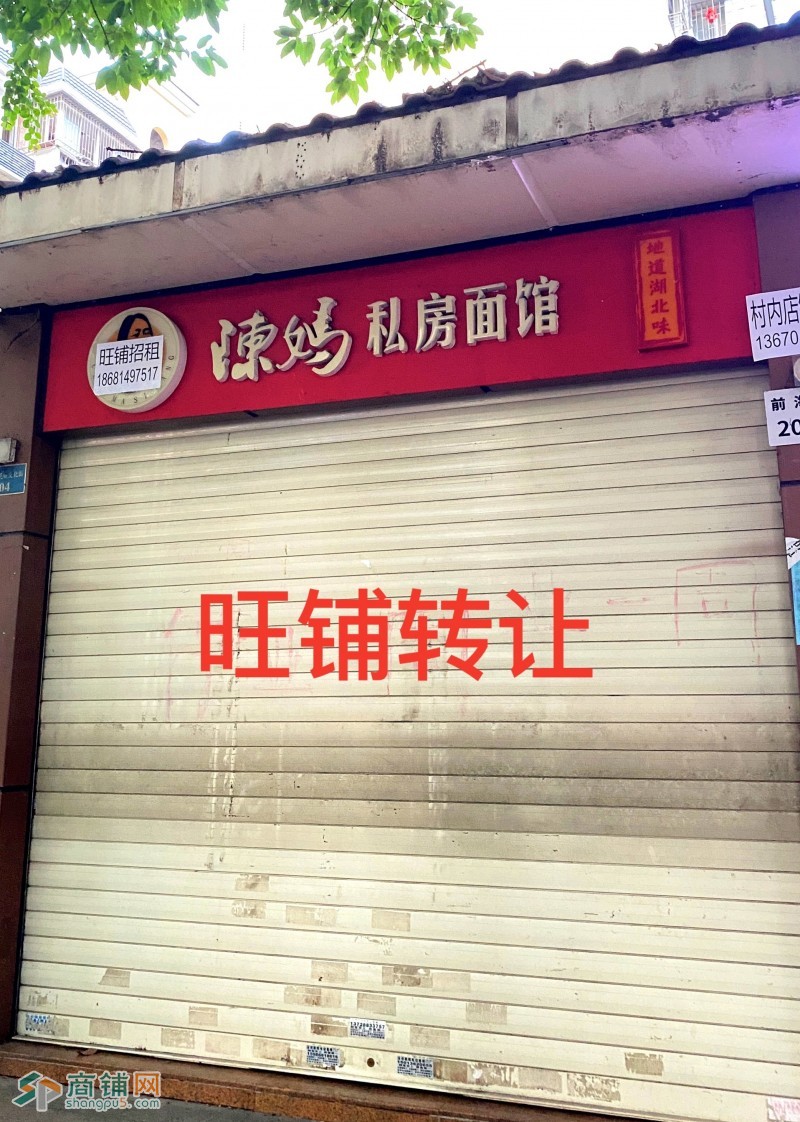 地道湖北味
陳媽 私房面馆
旺铺招租
18681497517
村内店
13670
前
20
04
旺铺转让
商铺网
shangpu5.com